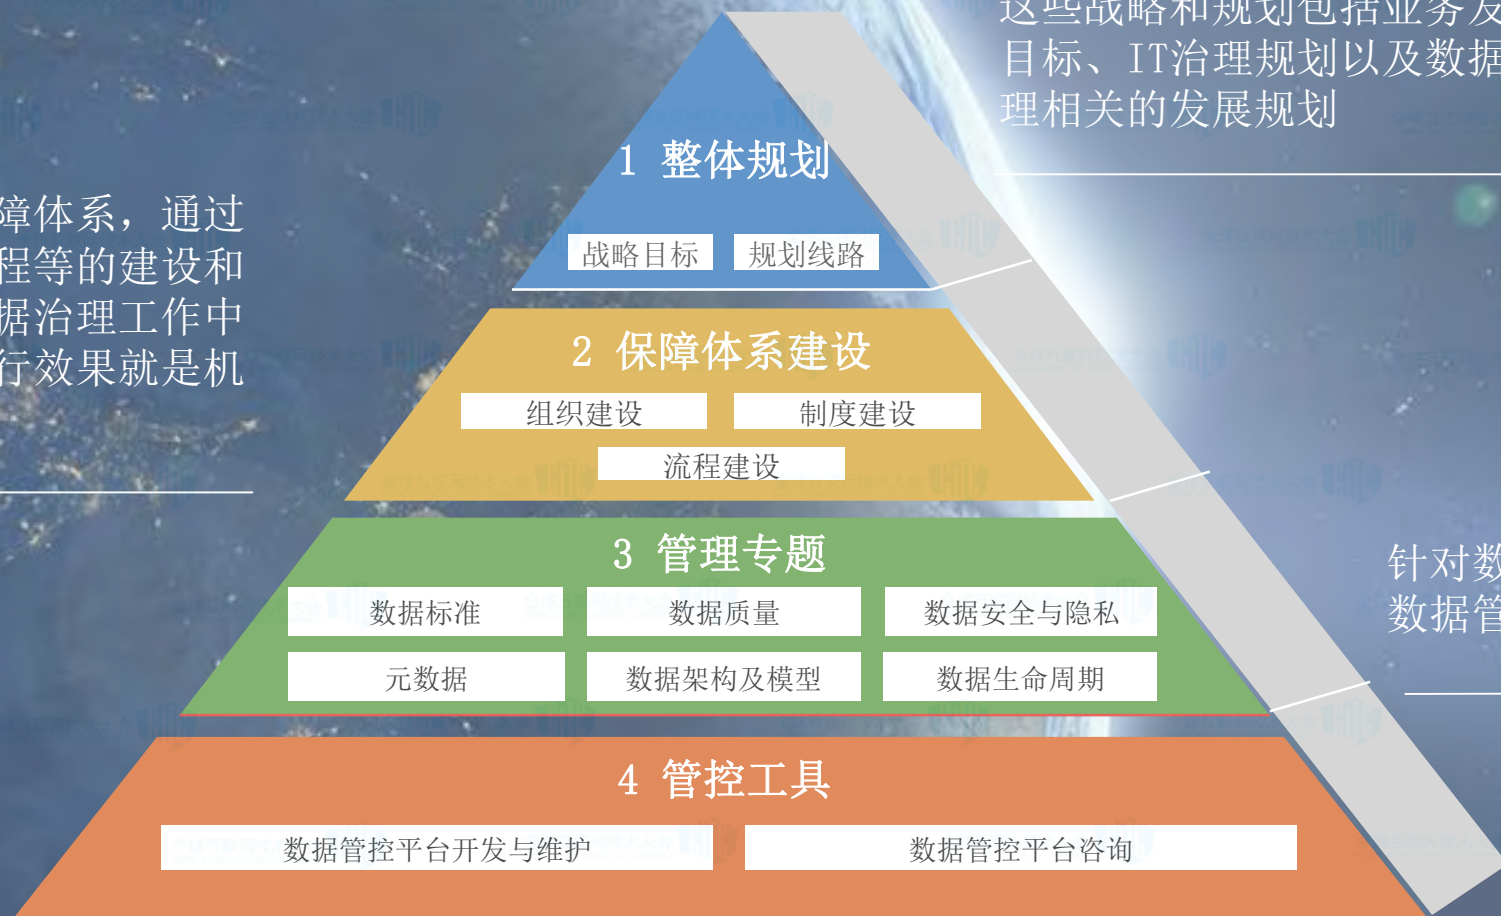 这些战略和规划包括业务发
目标、IT治理规划以及数据
理相关的发展规划
1 整体规划
战略目标
规划线路
障体系，通过
程等的建设和
据治理工作中
行效果就是机
2 保障体系建设
组织建设
制度建设
流程建设
3 管理专题
数据标准
数据质量
数据安全与隐私
元数据
数据架构及模型
数据生命周期
针对数
数据管
4 管控工具
数据管控平台开发与维护
数据管控平台咨询